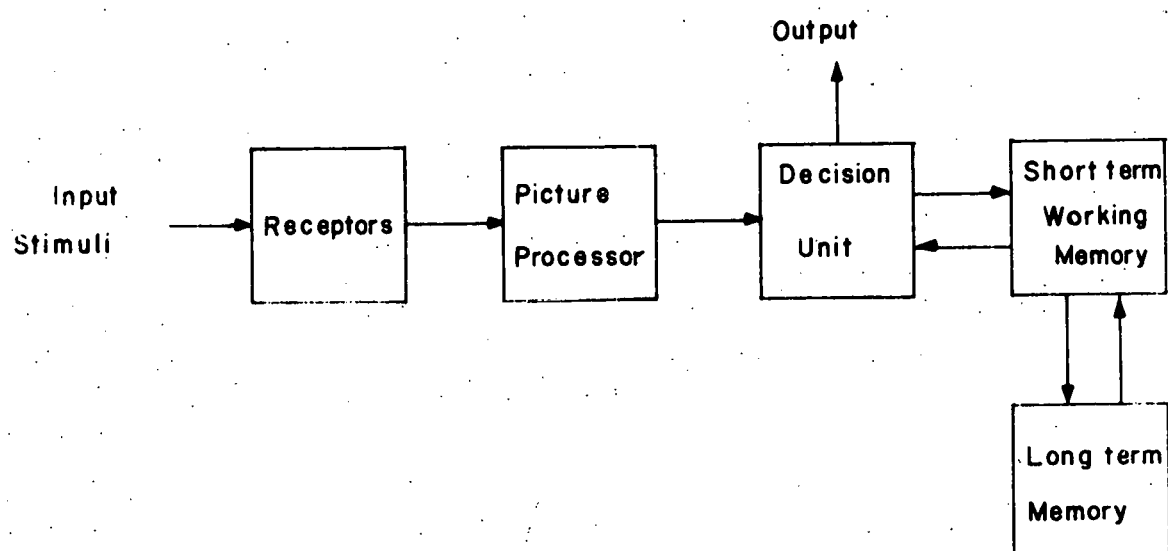 Output
Input
Stimuli
Receptors
Picture
Processor
Decision
Unit
Short term
Working
Memory
Long term
Memory